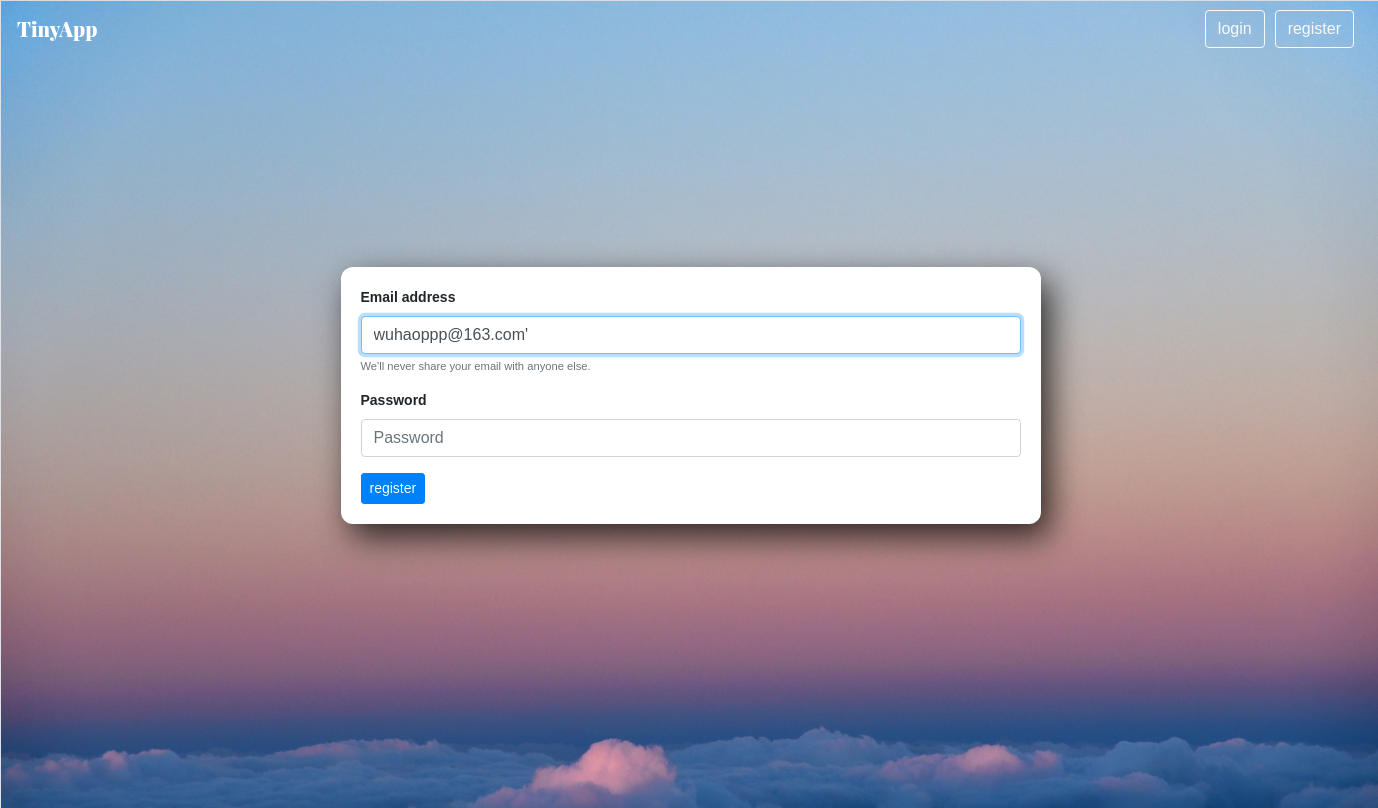 TinyApp
login
register
Email address
wuhaoppp@163.com'
We'll never share your email with anyone else.
Password
Password
register